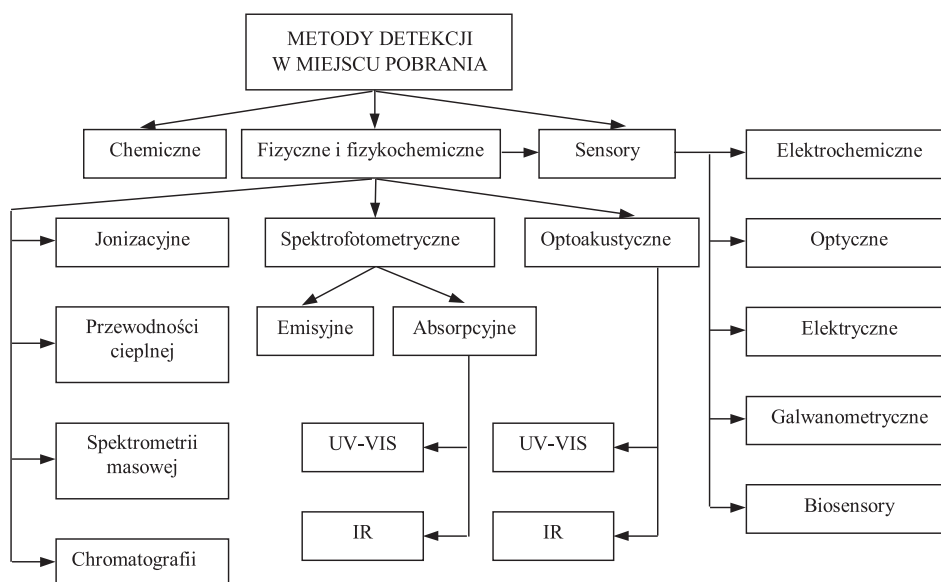 METODY DETEKCJI
W MIEJSCU POBRANIA
Chemiczne
Fizyczne i fizykochemiczne
Sensory
Elektrochemiczne
Jonizacyjne
Spektrofotometryczne
Optoakustyczne
Optyczne
Przewodności
cieplnej
Emisyjne
Absorpcyjne
Elektryczne
Spektrometrii
masowej
UV-VIS
UV-VIS
Galwanometryczne
Chromatografii
IR
IR
Biosensory